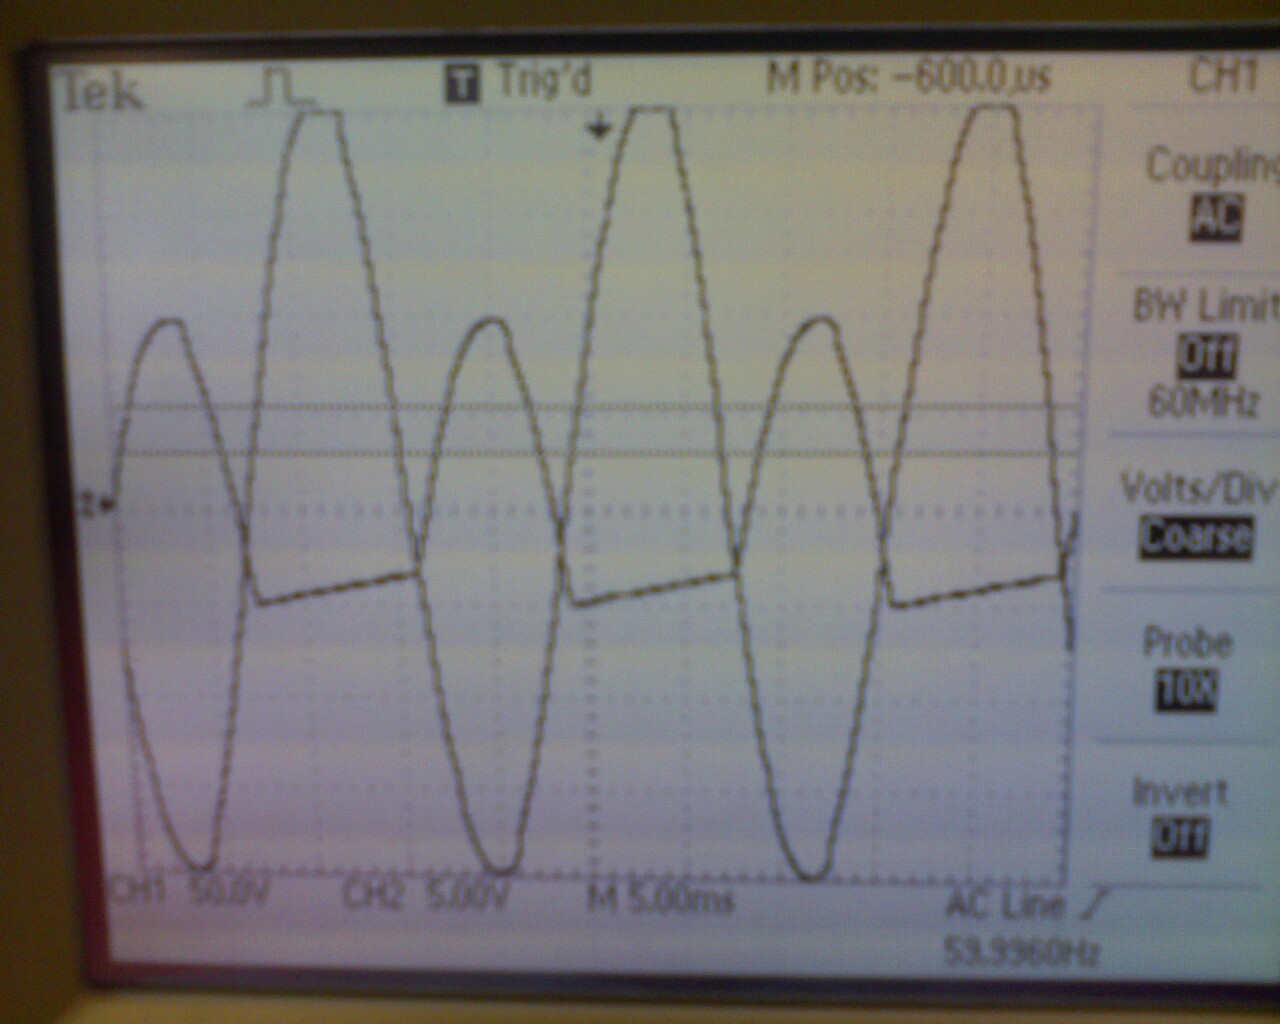 Tek T Trig'd M Pos: -600.0µs CH1
Coupling
AC
BW Limit
Off
60MHz
2
Volts/Div
Coarse
Probe
10X
Invert
Off
CH1 50.0V CH2 5.00V M 5.00ms AC Line
59.9960Hz